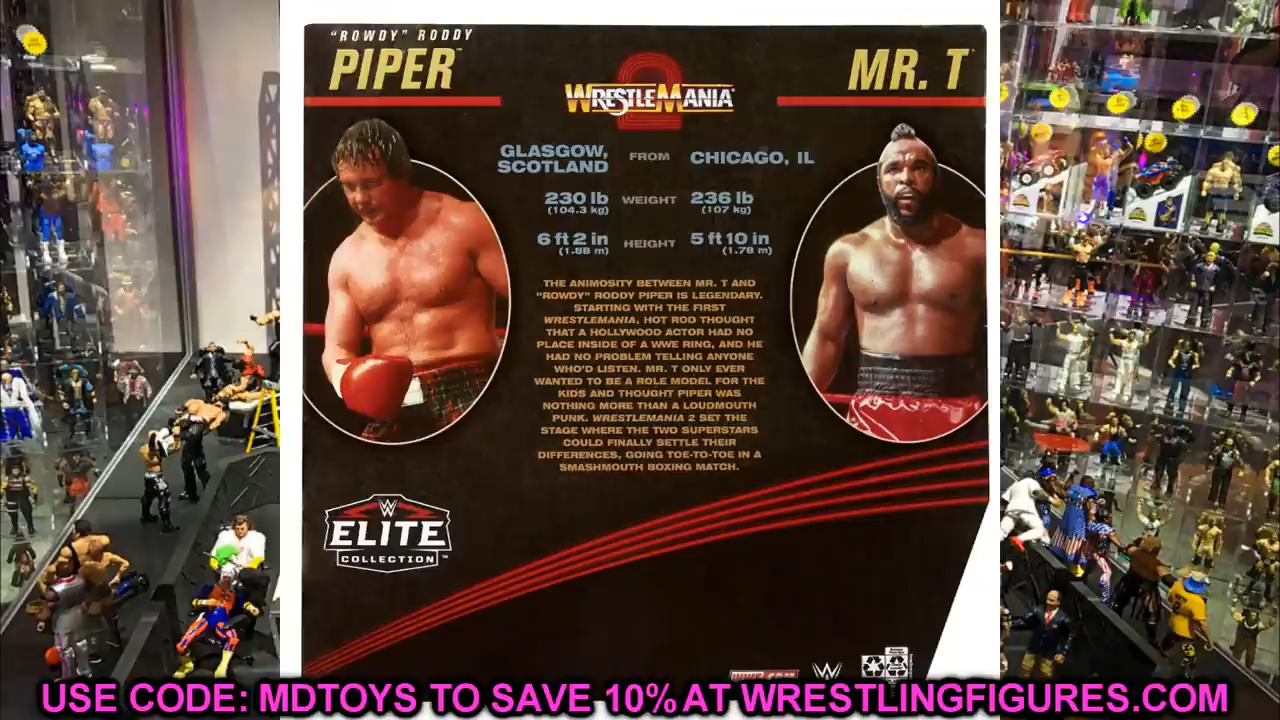 "ROWDY" RODDY
PIPER
MR. T
WRESTLEMANIA
2
GLASGOW,
SCOTLAND
FROM
CHICAGO, IL
230 lb
(104.3 kg)
WEIGHT
236 lb
(107 kg)
6 ft 2 in
(1.88 m)
HEIGHT
5 ft 10 in
(1.78 m)
THE ANIMOSITY BETWEEN MR. T AND
"ROWDY" RODDY PIPER IS LEGENDARY.
STARTING WITH THE FIRST
WRESTLEMANIA, HOT ROD THOUGHT
THAT A HOLLYWOOD ACTOR HAD NO
PLACE INSIDE OF A WWE RING, AND HE
HAD NO PROBLEM TELLING ANYONE
WHO'D LISTEN. MR. T ONLY EVER
WANTED TO BE A ROLE MODEL FOR THE
KIDS AND THOUGHT PIPER WAS
NOTHING MORE THAN A LOUDMOUTH
PUNK. WRESTLEMANIA 2 SET THE
STAGE WHERE THE TWO SUPERSTARS
COULD FINALLY SETTLE THEIR
DIFFERENCES, GOING TOE-TO-TOE IN A
SMASHMOUTH BOXING MATCH.
W
ELITE
COLLECTION™
WWE.COM
W
USE CODE: MDTOYS TO SAVE 10% AT WRESTLINGFIGURES.COM